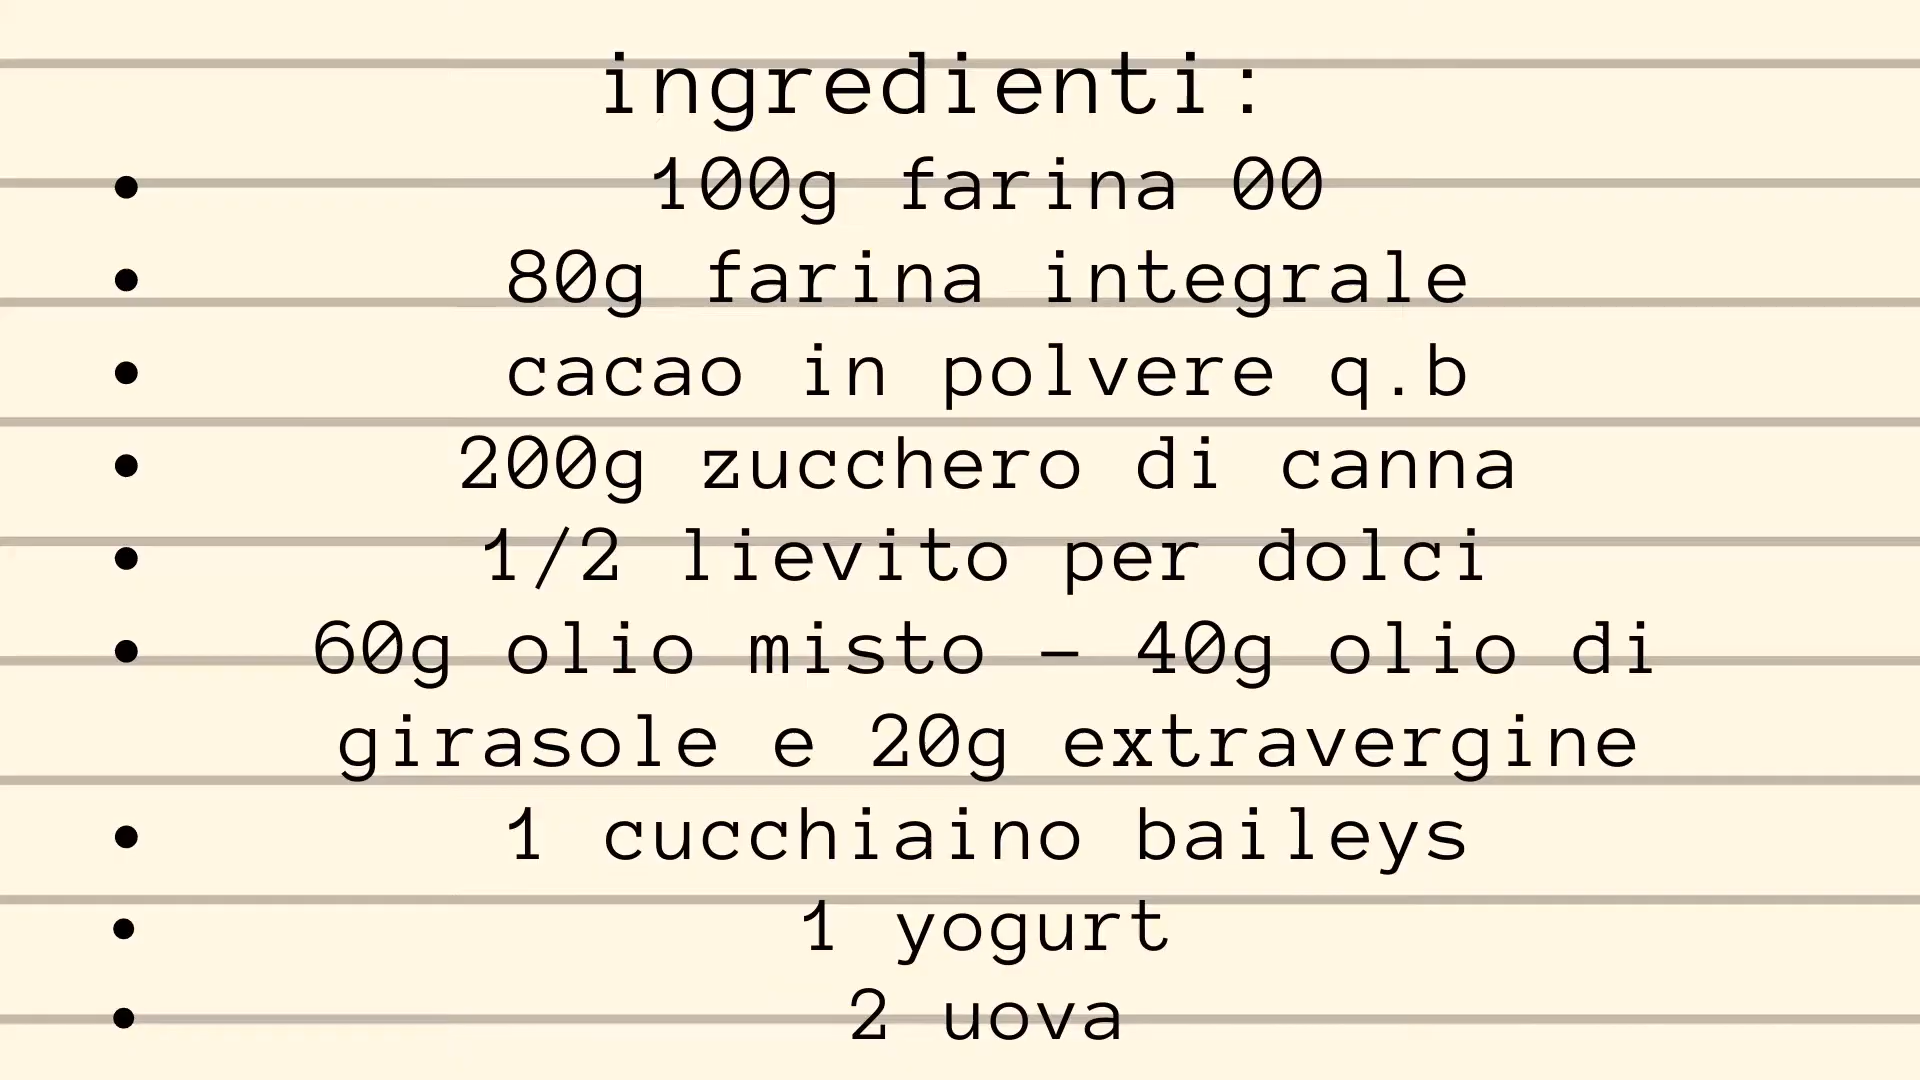 ingredienti:
• 100g farina 00
• 80g farina integrale
• cacao in polvere q.b
• 200g zucchero di canna
• 1/2 lievito per dolci
• 60g olio misto - 40g olio di
girasole e 20g extravergine
• 1 cucchiaino baileys
• 1 yogurt
• 2 uova